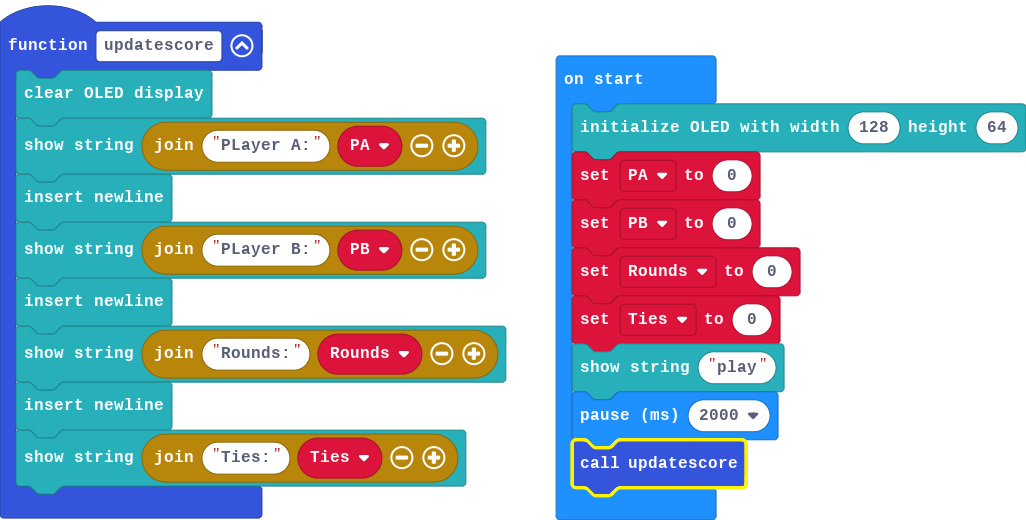 function updatescore
clear OLED display
show string join "PLayer A:" PA
insert newline
show string join "PLayer B:" PB
insert newline
show string join "Rounds:" Rounds
insert newline
show string join "Ties:" Ties
on start
initialize OLED with width 128 height 64
set PA to 0
set PB to 0
set Rounds to 0
set Ties to 0
show string "play"
pause (ms) 2000
call updatescore